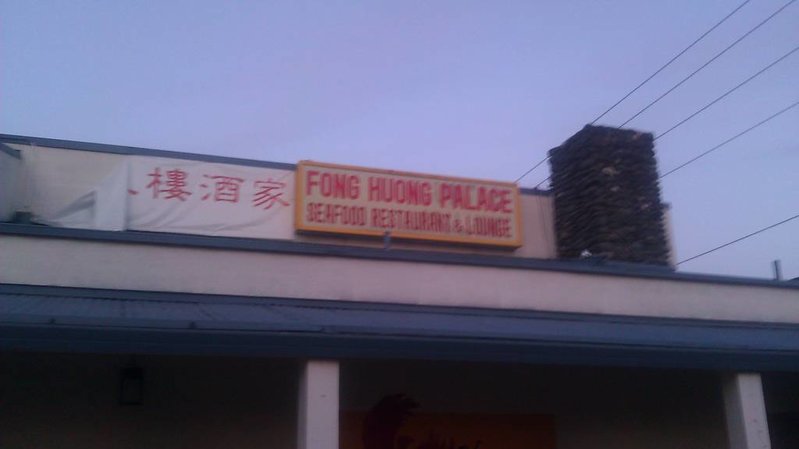 樓酒家
FONG HUONG PALACE
SEAFOOD RESTAURANT & LOUNGE